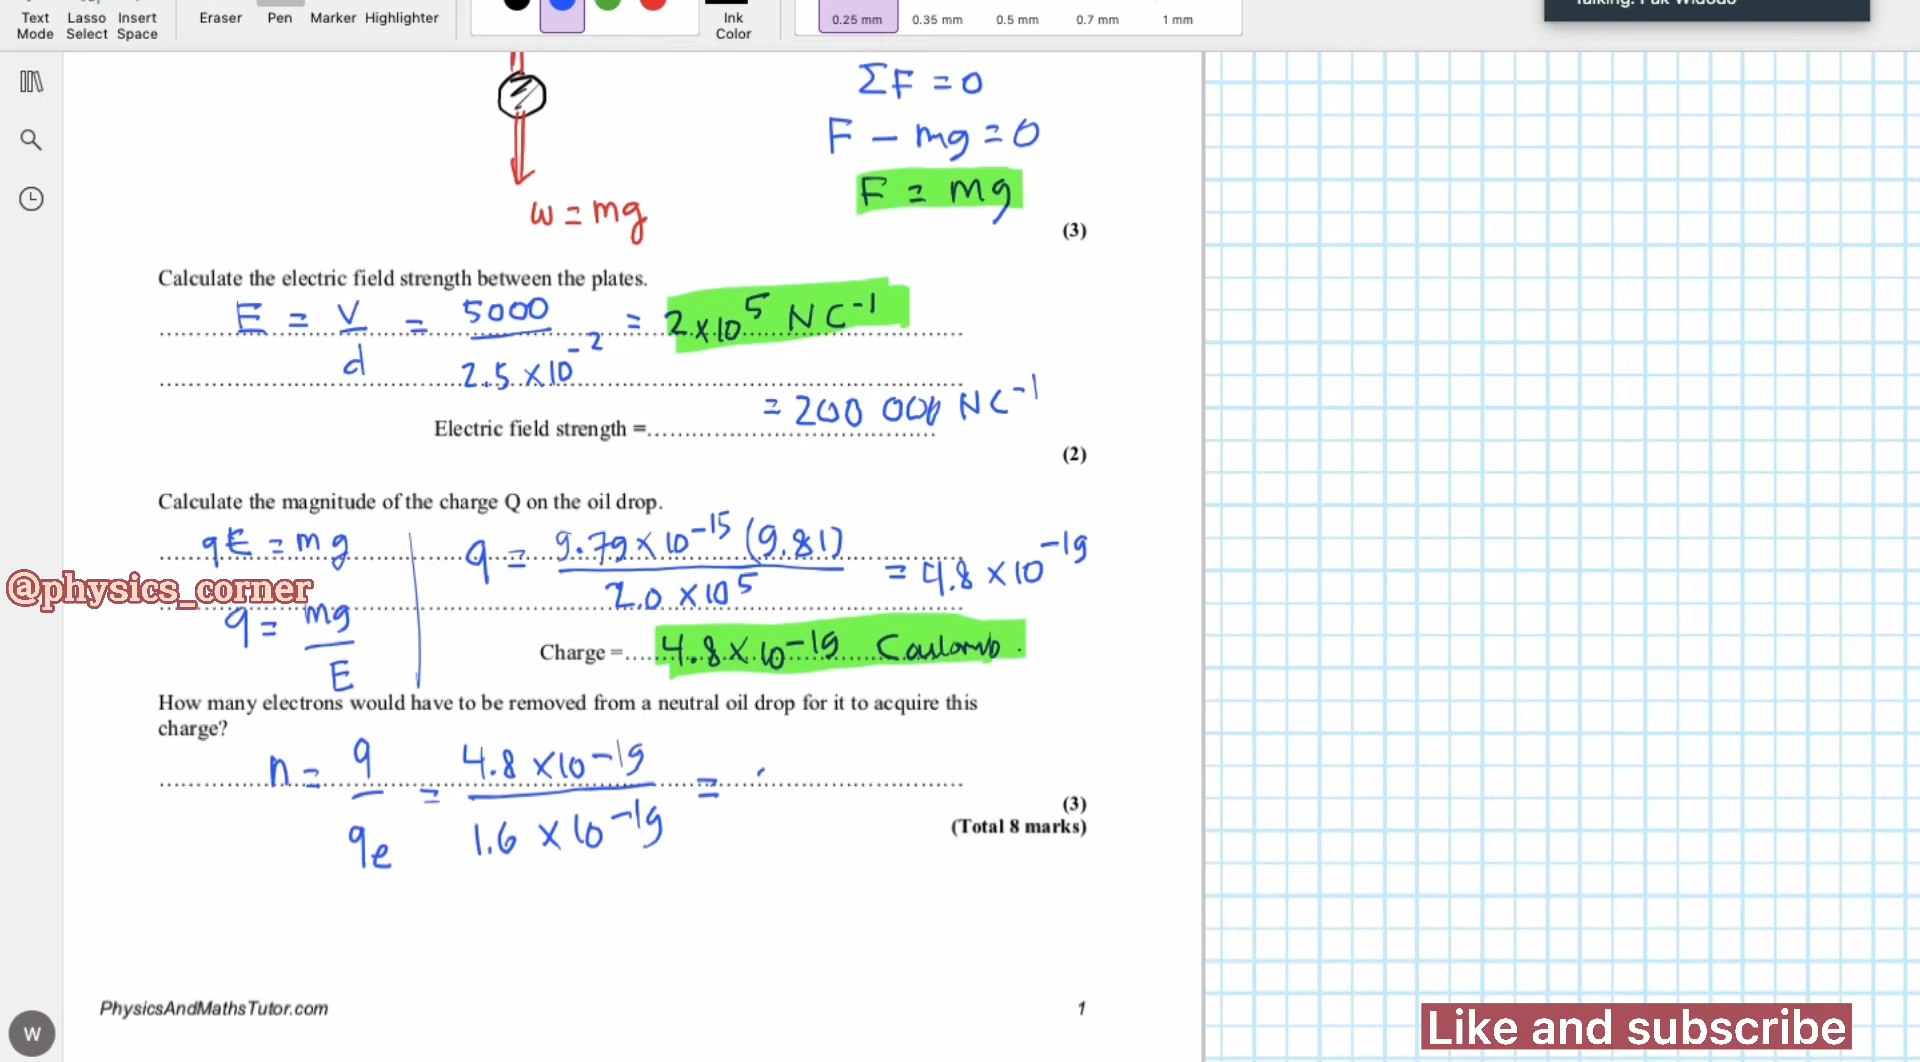 Text Mode
Lasso Select
Insert Space
Eraser
Pen
Marker
Highlighter
Ink Color
0.25 mm
0.35 mm
0.5 mm
0.7 mm
1 mm
Talking: Pak Widodo
w = mg
ΣF = 0
F - mg = 0
F = mg
(3)
Calculate the electric field strength between the plates.
E = V/d = 5000/2.5 × 10⁻² = 2 × 10⁵ NC⁻¹
= 200 000 NC⁻¹
Electric field strength =
(2)
Calculate the magnitude of the charge Q on the oil drop.
qE = mg
q = mg/E
q = 9.79 × 10⁻¹⁵ (9.81)/2.0 × 10⁵ = 4.8 × 10⁻¹⁹
@physics_corner
Charge = 4.8 × 10⁻¹⁹ Coulomb.
How many electrons would have to be removed from a neutral oil drop for it to acquire this
charge?
n = q/qe = 4.8 × 10⁻¹⁹/1.6 × 10⁻¹⁹ =
(3)
(Total 8 marks)
PhysicsAndMathsTutor.com
1
W
Like and subscribe